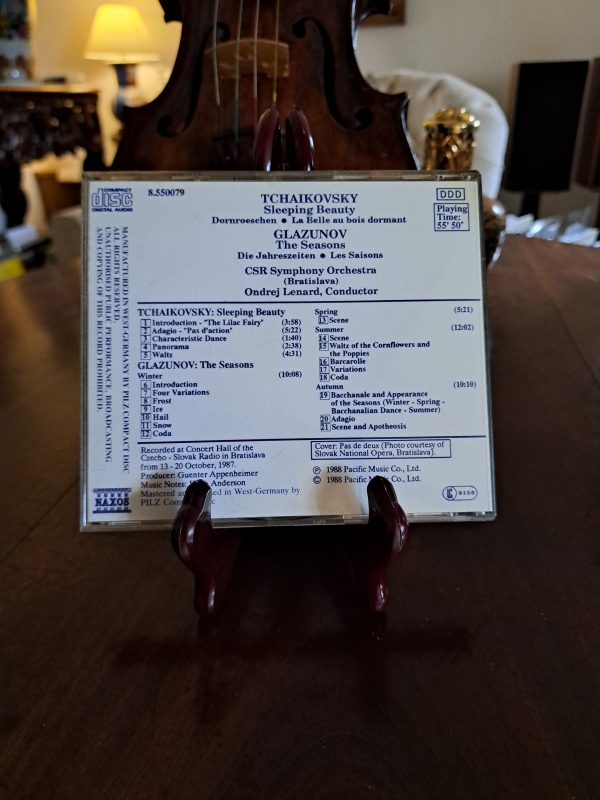 COMPACT
disc
DIGITAL AUDIO
8.550079
DDD
Playing
Time:
55' 50"
TCHAIKOVSKY
Sleeping Beauty
Dornroeschen • La Belle au bois dormant
GLAZUNOV
The Seasons
Die Jahreszeiten • Les Saisons
CSR Symphony Orchestra
(Bratislava)
Ondrej Lenard, Conductor
MANUFACTURED IN WEST-GERMANY BY PILZ COMPACT DISC.
ALL RIGHTS RESERVED.
UNAUTHORISED PUBLIC PERFORMANCE, BROADCASTING
AND COPYING OF THIS RECORD PROHIBITED.
TCHAIKOVSKY: Sleeping Beauty
1 Introduction - "The Lilac Fairy" (3:58)
2 Adagio - "Pas d'action" (5:22)
3 Characteristic Dance (1:40)
4 Panorama (2:38)
5 Waltz (4:31)
GLAZUNOV: The Seasons
Winter (10:08)
6 Introduction
7 Four Variations
8 Frost
9 Ice
10 Hail
11 Snow
12 Coda
Spring (5:21)
13 Scene
Summer (12:02)
14 Scene
15 Waltz of the Cornflowers and
the Poppies
16 Barcarolle
17 Variations
18 Coda
Autumn (10:10)
19 Bacchanale and Appearance
of the Seasons (Winter - Spring -
Bacchanalian Dance - Summer)
20 Adagio
21 Scene and Apotheosis
Recorded at Concert Hall of the
Czecho - Slovak Radio in Bratislava
from 13 - 20 October, 1987.
Producer: Guenter Appenheimer
Music Notes: Anderson
Mastered in West-Germany by
PILZ
NAXOS
Cover: Pas de deux (Photo courtesy of
Slovak National Opera, Bratislava).
Ⓟ 1988 Pacific Music Co., Ltd.
© 1988 Pacific Music Co., Ltd.